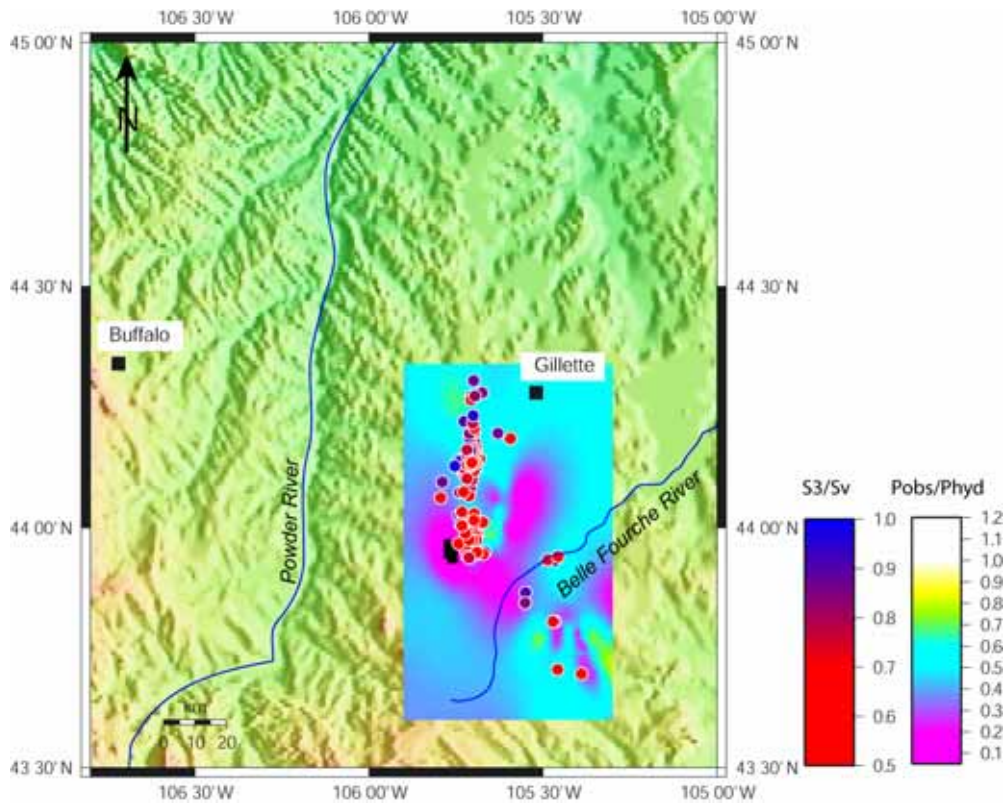 106 30'W 106 00'W 105 30'W 105 00'W
45 00' N 45 00' N
N
44 30' N 44 30' N
Buffalo
Gillette
Powder River
Belle Fourche River
44 00' N 44 00' N
km
0 10 20
43 30' N 43 30' N
106 30'W 106 00'W 105 30'W 105 00'W
S3/Sv Pobs/Phyd
1.0
0.9
0.8
0.7
0.6
0.5
1.2
1.1
1.0
0.9
0.8
0.7
0.6
0.5
0.4
0.3
0.2
0.1